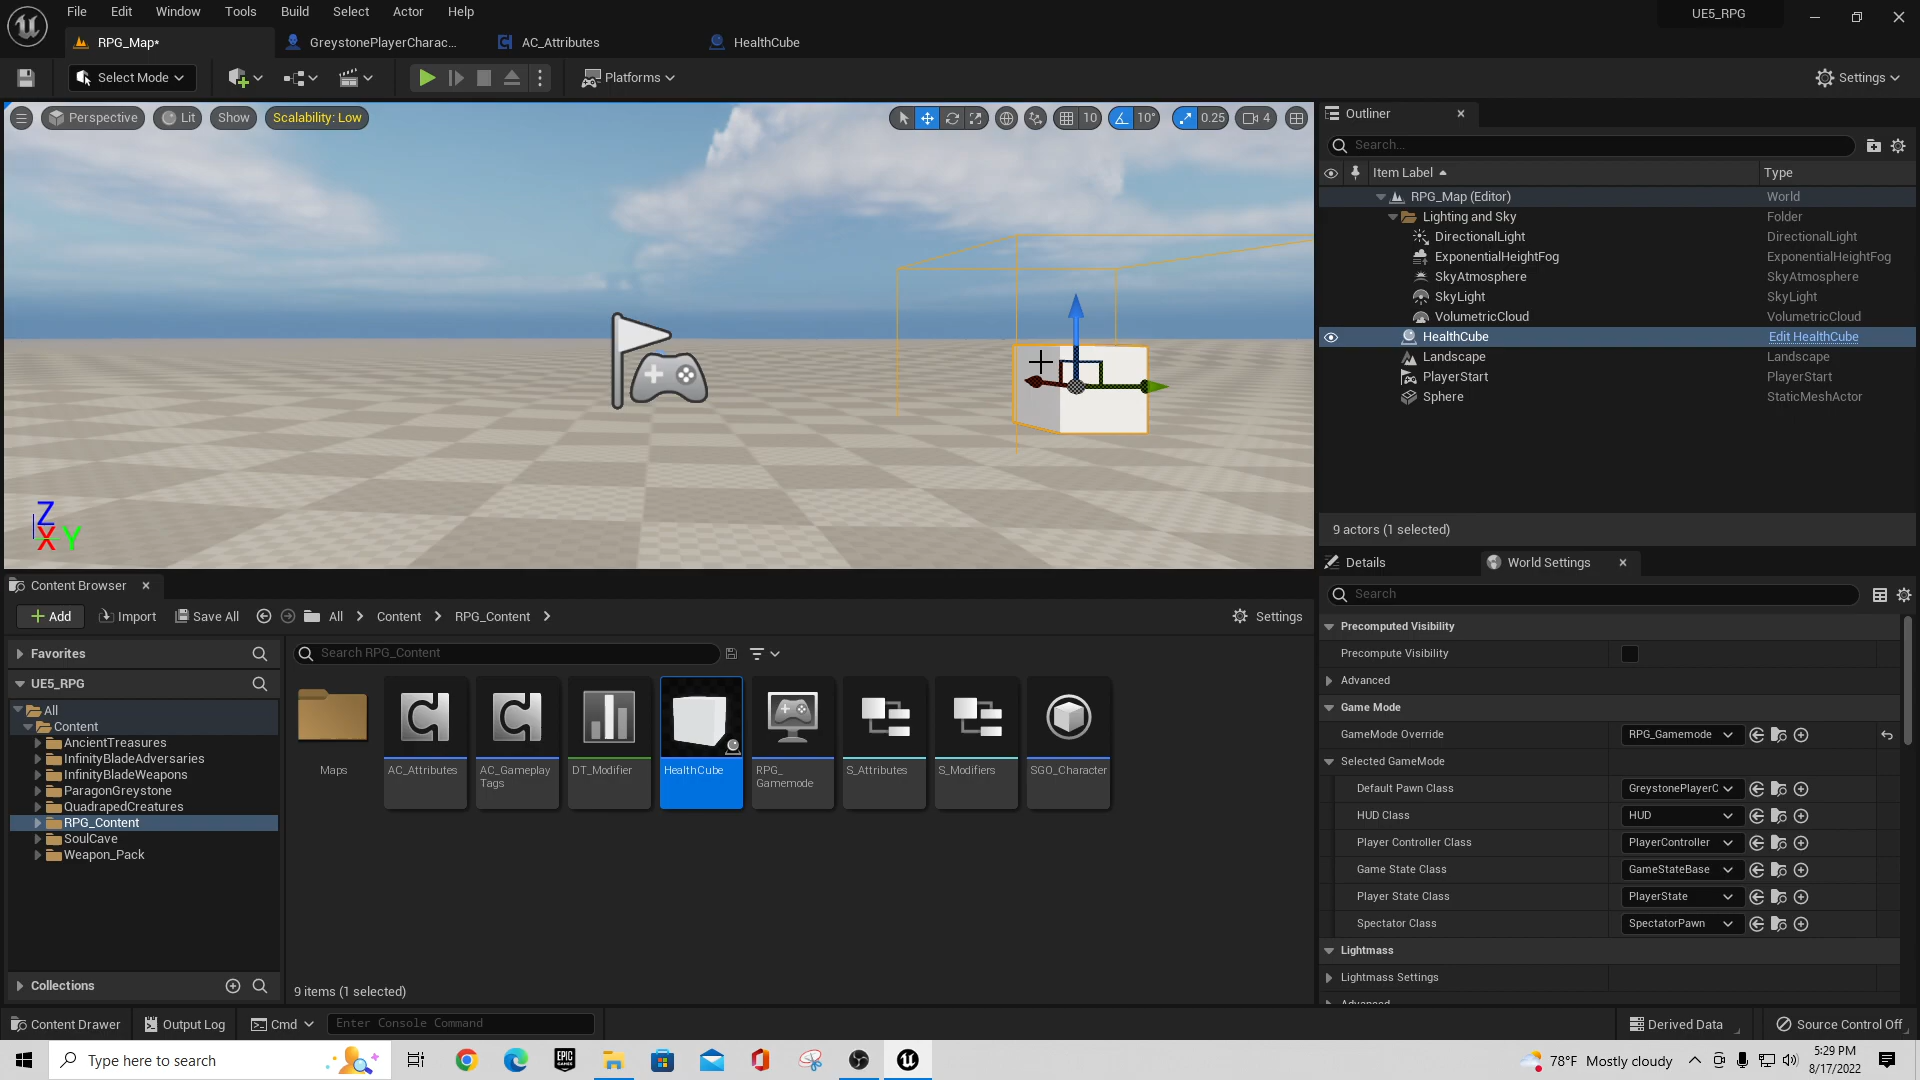 File Edit Window Tools Build Select Actor Help
UE5_RPG
RPG_Map* GreystonePlayerCharac... AC_Attributes HealthCube
Select Mode Platforms Settings
Perspective Lit Show Scalability: Low 10 10° 0.25 4
Z
X Y
Outliner
Search...
Item Label Type
RPG_Map (Editor) World
Lighting and Sky Folder
DirectionalLight DirectionalLight
ExponentialHeightFog ExponentialHeightFog
SkyAtmosphere SkyAtmosphere
SkyLight SkyLight
VolumetricCloud VolumetricCloud
HealthCube Edit HealthCube
Landscape Landscape
PlayerStart PlayerStart
Sphere StaticMeshActor
9 actors (1 selected)
Details World Settings
Search
Precomputed Visibility
Precompute Visibility
Advanced
Game Mode
GameMode Override RPG_Gamemode
Selected GameMode
Default Pawn Class GreystonePlayerC
HUD Class HUD
Player Controller Class PlayerController
Game State Class GameStateBase
Player State Class PlayerState
Spectator Class SpectatorPawn
Lightmass
Lightmass Settings
Advanced
Content Browser
Add Import Save All All Content RPG_Content Settings
Favorites
UE5_RPG
All
Content
AncientTreasures
InfinityBladeAdversaries
InfinityBladeWeapons
ParagonGreystone
QuadrapedCreatures
RPG_Content
SoulCave
Weapon_Pack
Collections
Search RPG_Content
Maps
AC_Attributes
AC_Gameplay
Tags
DT_Modifier
HealthCube
RPG_
Gamemode
S_Attributes
S_Modifiers
SGO_Character
9 items (1 selected)
Content Drawer Output Log Cmd Enter Console Command Derived Data Source Control Off
Type here to search
EPIC
GAMES
78°F Mostly cloudy
5:29 PM
8/17/2022